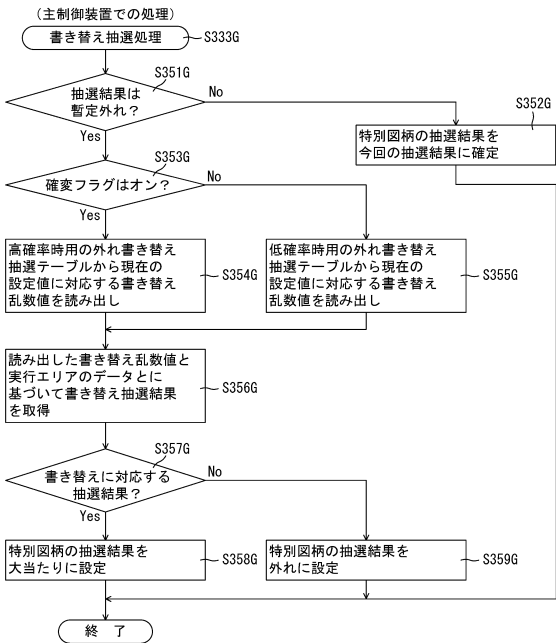 (主制御装置での処理)
書き替え抽選処理
S333G
S351G
抽選結果は
暫定外れ?
No
Yes
S352G
特別図柄の抽選結果を
今回の抽選結果に確定
S353G
確変フラグはオン?
No
Yes
高確率時用の外れ書き替え
抽選テーブルから現在の
設定値に対応する書き替え
乱数値を読み出し
S354G
低確率時用の外れ書き替え
抽選テーブルから現在の
設定値に対応する書き替え
乱数値を読み出し
S355G
読み出した書き替え乱数値と
実行エリアのデータとに
基づいて書き替え抽選結果
を取得
S356G
S357G
書き替えに対応する
抽選結果?
No
Yes
特別図柄の抽選結果を
大当たりに設定
S358G
特別図柄の抽選結果を
外れに設定
S359G
終 了